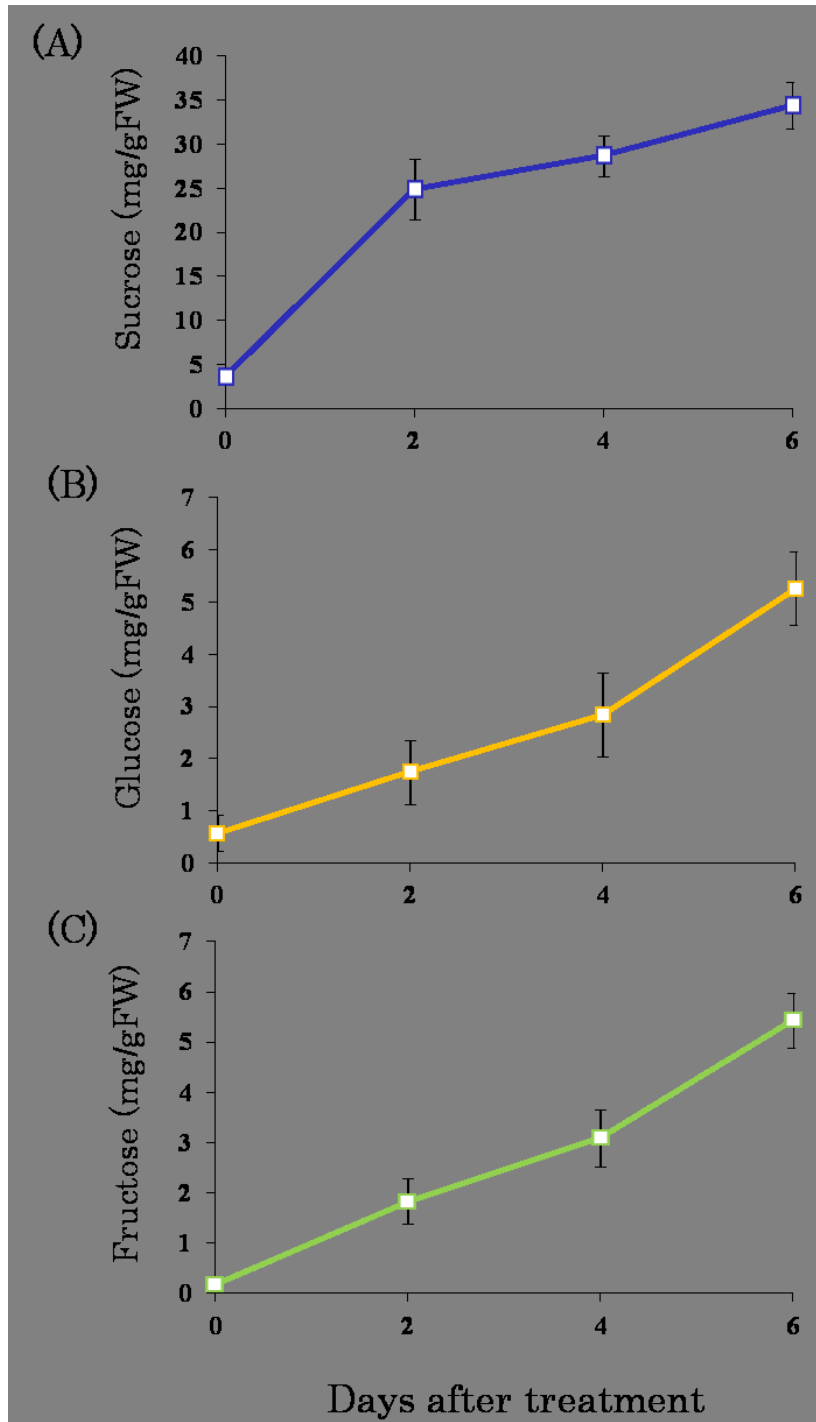 (A)
Sucrose (mg/gFW)
40
35
30
25
20
15
10
5
0
0 2 4 6
(B)
Glucose (mg/gFW)
7
6
5
4
3
2
1
0
0 2 4 6
(C)
Fructose (mg/gFW)
7
6
5
4
3
2
1
0
0 2 4 6
Days after treatment